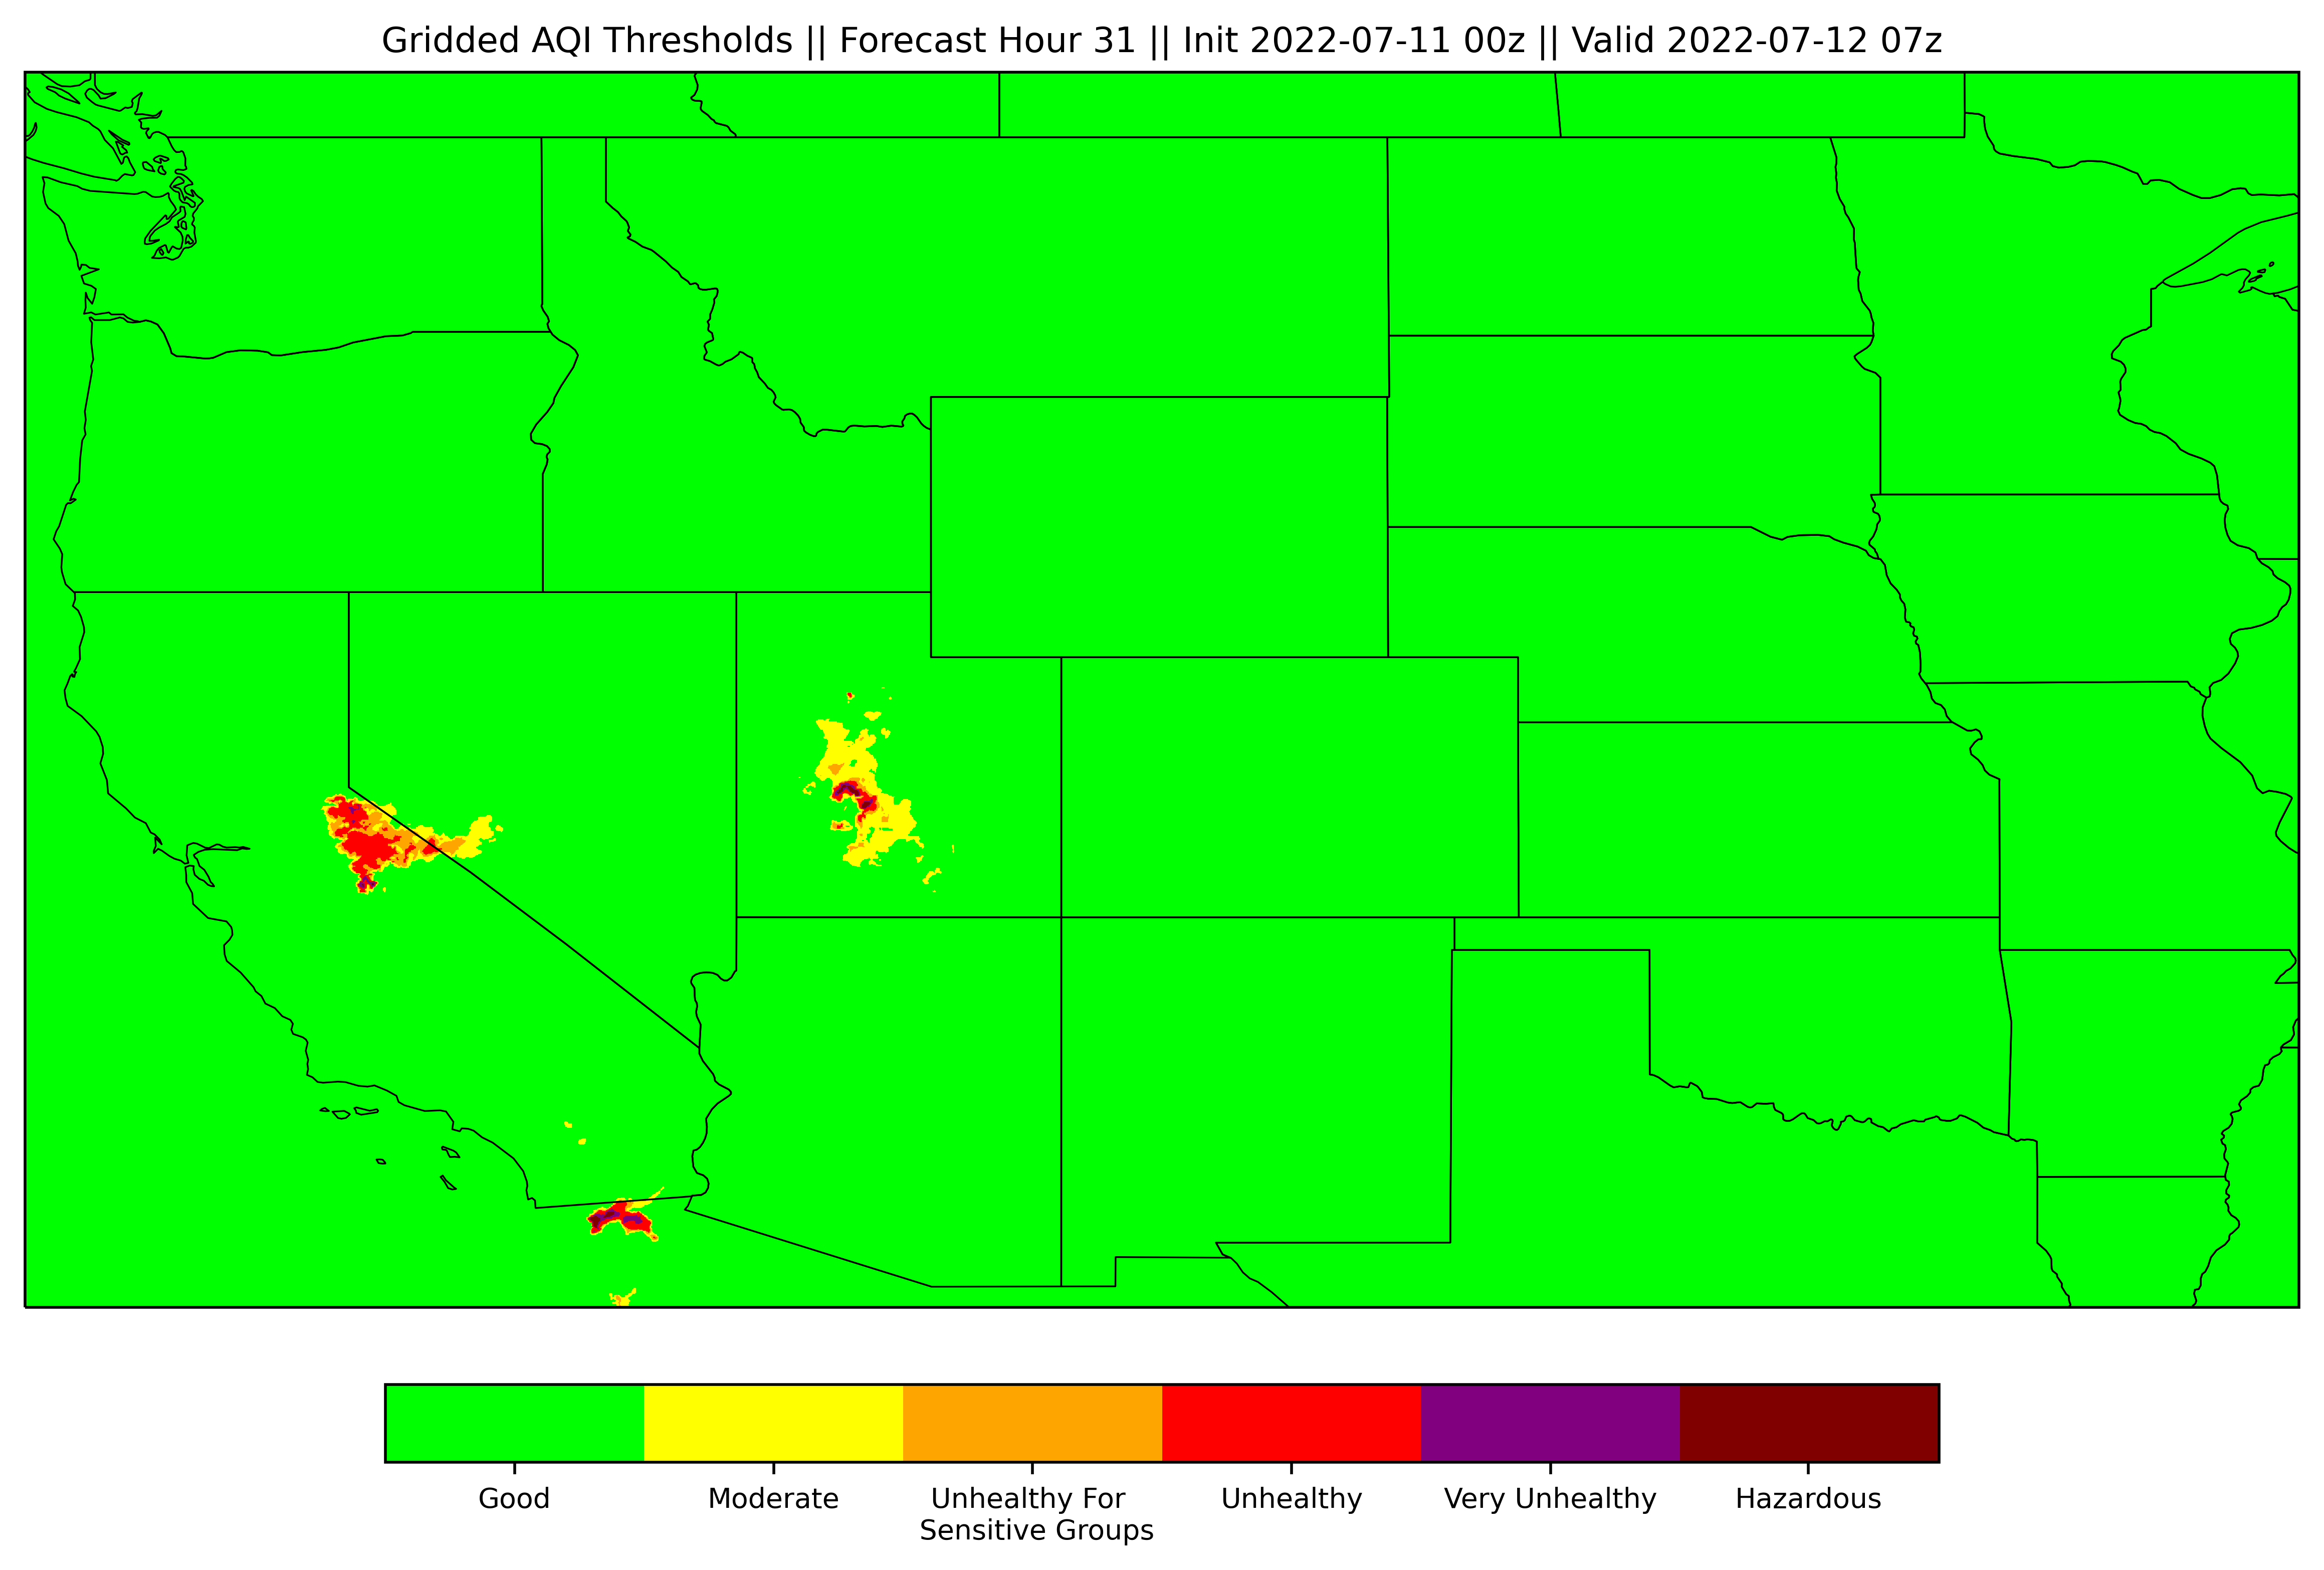 Gridded AQI Thresholds || Forecast Hour 31 || Init 2022-07-11 00z || Valid 2022-07-12 07z
Good
Moderate
Unhealthy For
Sensitive Groups
Unhealthy
Very Unhealthy
Hazardous